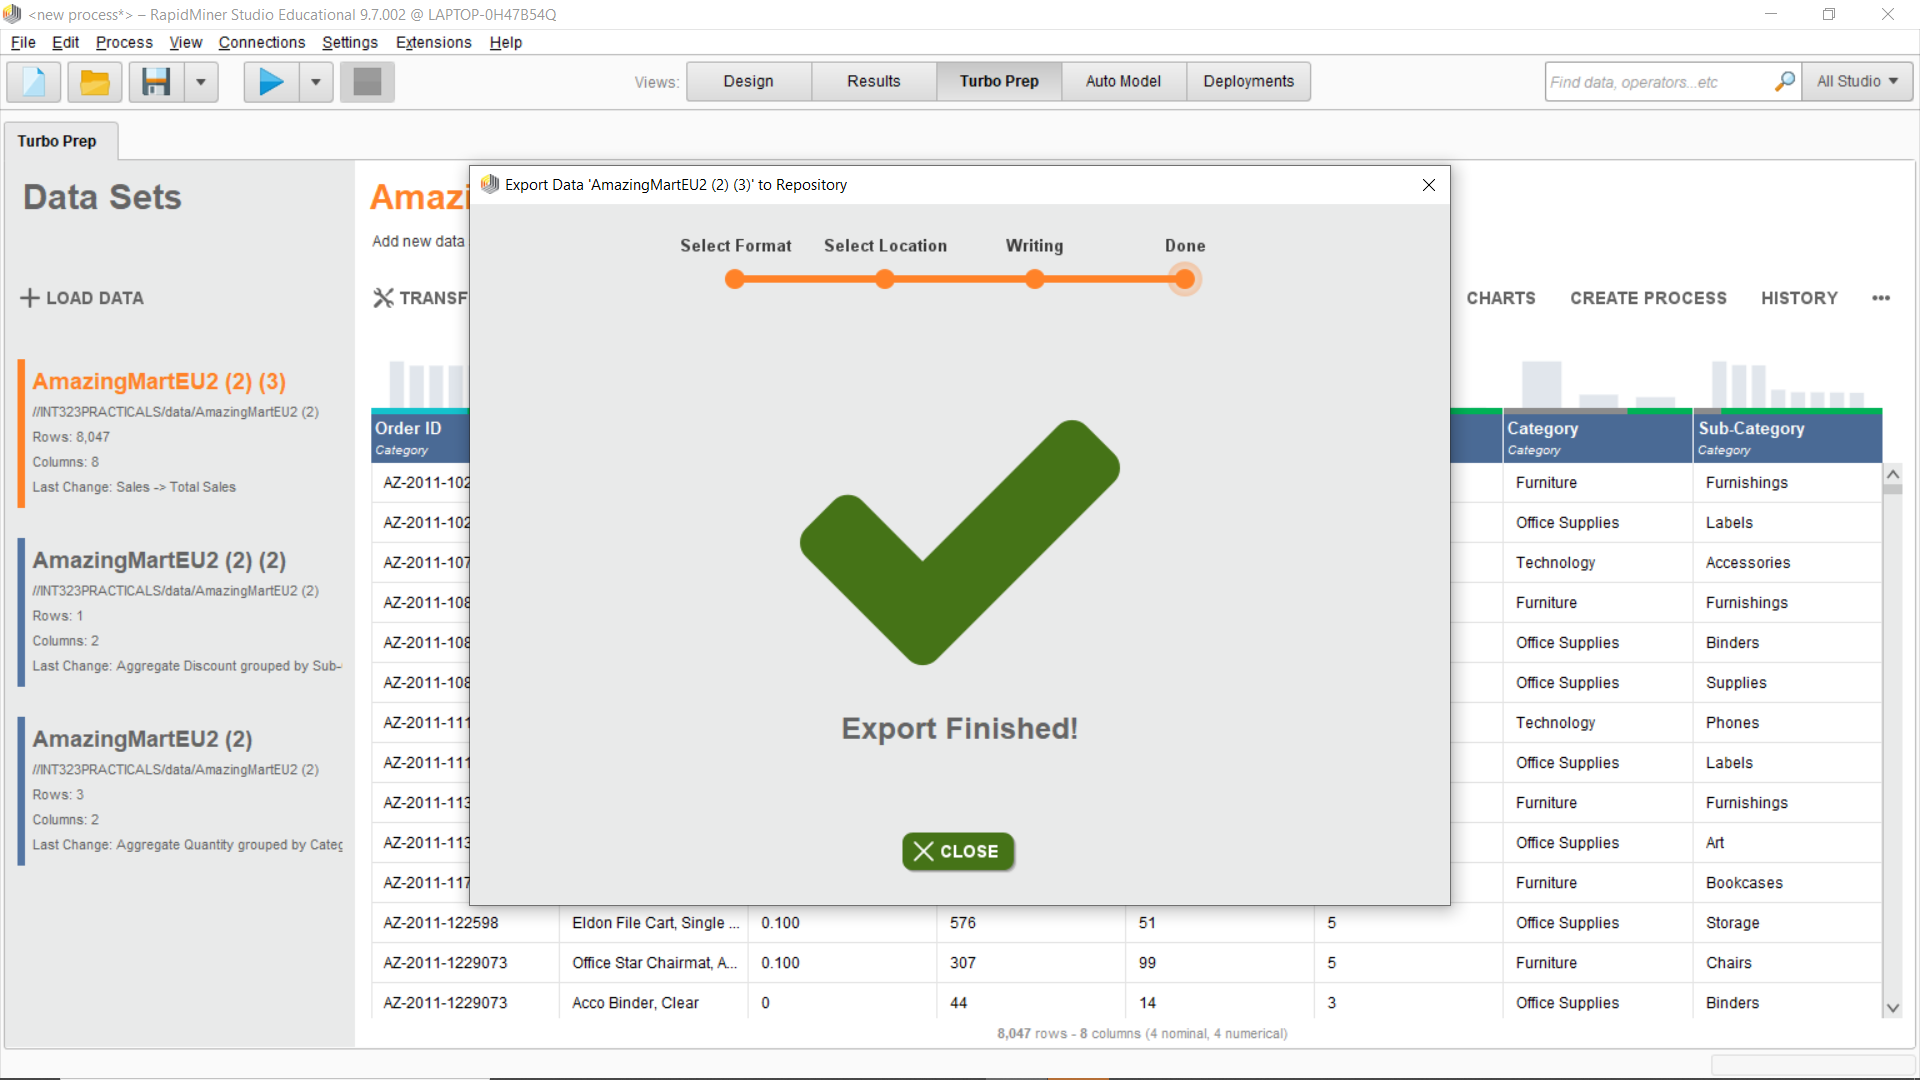 <new process*> – RapidMiner Studio Educational 9.7.002 @ LAPTOP-0H47B54Q
File Edit Process View Connections Settings Extensions Help
Views: Design Results Turbo Prep Auto Model Deployments
Find data, operators...etc
All Studio
Turbo Prep
Data Sets
LOAD DATA
AmazingMartEU2 (2) (3)
//INT323PRACTICALS/data/AmazingMartEU2 (2)
Rows: 8,047
Columns: 8
Last Change: Sales -> Total Sales
AmazingMartEU2 (2) (2)
//INT323PRACTICALS/data/AmazingMartEU2 (2)
Rows: 1
Columns: 2
Last Change: Aggregate Discount grouped by Sub-
AmazingMartEU2 (2)
//INT323PRACTICALS/data/AmazingMartEU2 (2)
Rows: 3
Columns: 2
Last Change: Aggregate Quantity grouped by Categ
Amazi
Add new data
TRANSF
CHARTS CREATE PROCESS HISTORY •••
Export Data 'AmazingMartEU2 (2) (3)' to Repository
Select Format Select Location Writing Done
Export Finished!
CLOSE
Order ID Category Sub-Category
Category Category Category
AZ-2011-102 Furniture Furnishings
AZ-2011-102 Office Supplies Labels
AZ-2011-107 Technology Accessories
AZ-2011-108 Furniture Furnishings
AZ-2011-108 Office Supplies Binders
AZ-2011-108 Office Supplies Supplies
AZ-2011-111 Technology Phones
AZ-2011-111 Office Supplies Labels
AZ-2011-113 Furniture Furnishings
AZ-2011-113 Office Supplies Art
AZ-2011-117 Furniture Bookcases
AZ-2011-122598 Eldon File Cart, Single ... 0.100 576 51 5 Office Supplies Storage
AZ-2011-1229073 Office Star Chairmat, A... 0.100 307 99 5 Furniture Chairs
AZ-2011-1229073 Acco Binder, Clear 0 44 14 3 Office Supplies Binders
8,047 rows - 8 columns (4 nominal, 4 numerical)